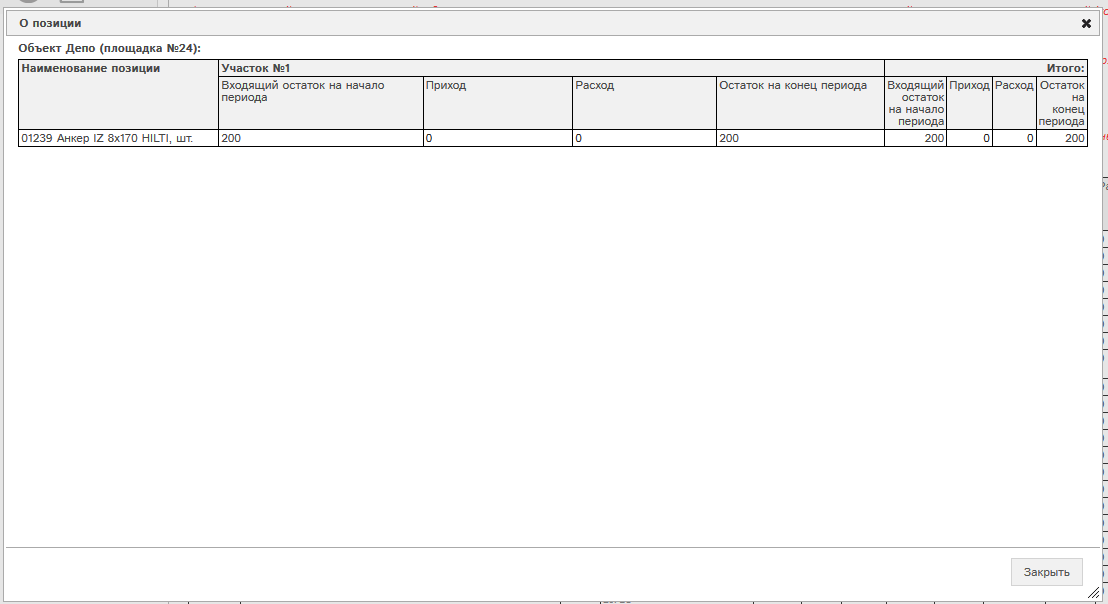 О позиции
Объект Депо (площадка №24):
Наименование позиции
Участок №1
Итого:
Входящий остаток на начало
периода
Приход
Расход
Остаток на конец периода
Входящий
остаток
на начало
периода
Приход
Расход
Остаток
на
конец
периода
01239 Анкер IZ 8x170 HILTI, шт.
200
0
0
200
200
0
0
200
Закрыть